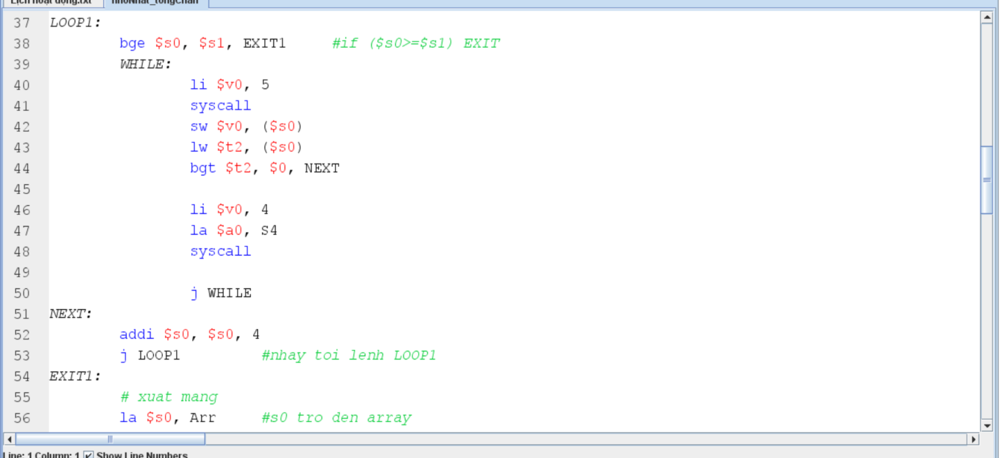 Lịch hoạt động.txt nhoNhat_tongChan
37 LOOP1:
38 bge $s0, $s1, EXIT1 #if ($s0>=$s1) EXIT
39 WHILE:
40 li $v0, 5
41 syscall
42 sw $v0, ($s0)
43 lw $t2, ($s0)
44 bgt $t2, $0, NEXT
45
46 li $v0, 4
47 la $a0, S4
48 syscall
49
50 j WHILE
51 NEXT:
52 addi $s0, $s0, 4
53 j LOOP1 #nhay toi lenh LOOP1
54 EXIT1:
55 # xuat mang
56 la $s0, Arr #s0 tro den array
Line: 1 Column: 1 Show Line Numbers